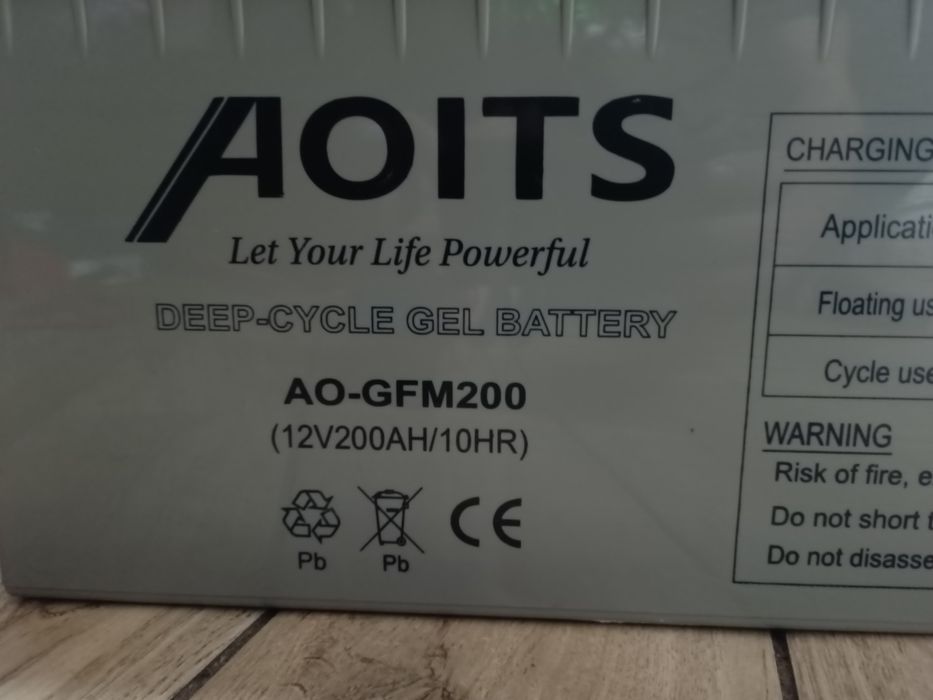 AOITS
Let Your Life Powerful
DEEP-CYCLE GEL BATTERY
AO-GFM200
(12V200AH/10HR)
Pb
Pb
CE
CHARGING
Applicati
Floating us
Cycle use
WARNING
Risk of fire, e
Do not short t
Do not disasse